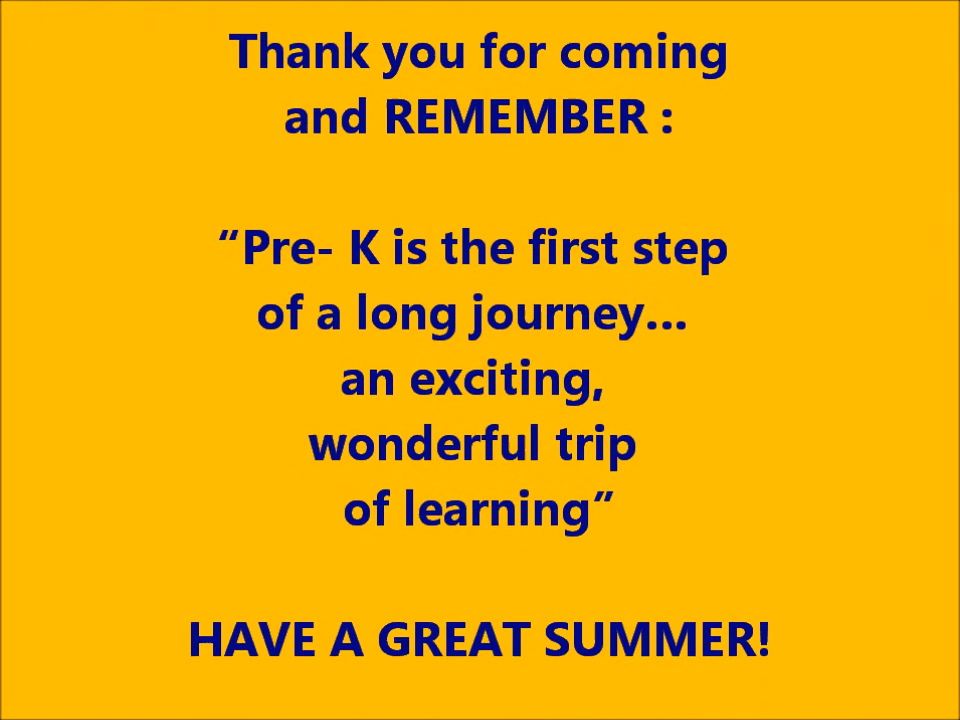 Thank you for coming
and REMEMBER :
“Pre- K is the first step
of a long journey...
an exciting,
wonderful trip
of learning”
HAVE A GREAT SUMMER!